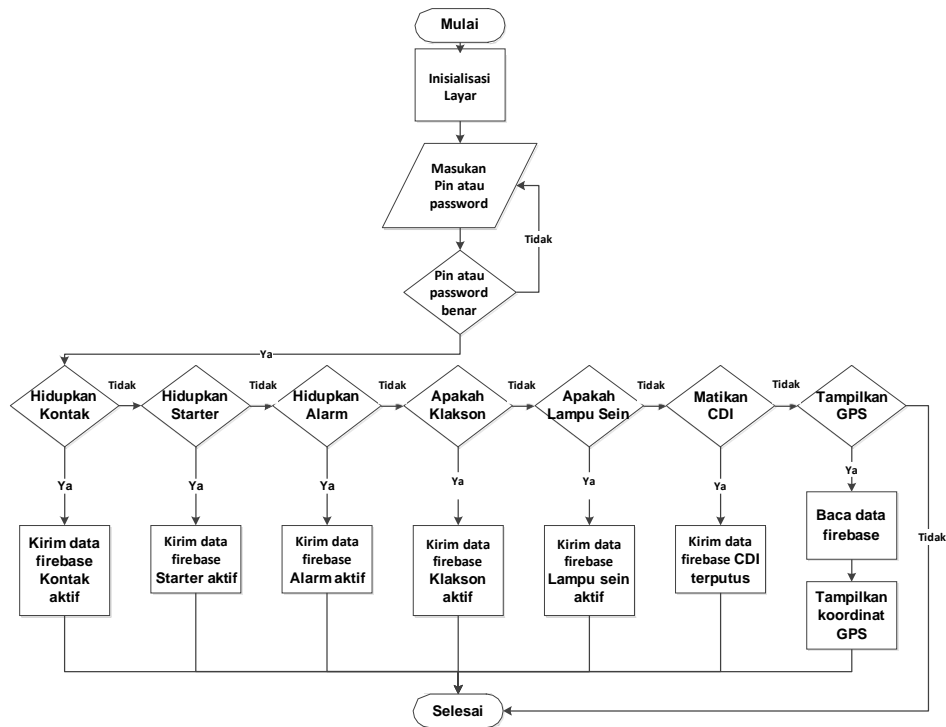 Mulai
Inisialisasi
Layar
Masukan
Pin atau
password
Tidak
Pin atau
password
benar
Ya
Hidupkan
Kontak
Tidak
Hidupkan
Starter
Tidak
Hidupkan
Alarm
Tidak
Apakah
Klakson
Tidak
Apakah
Lampu Sein
Tidak
Matikan
CDI
Tidak
Tampilkan
GPS
Ya
Ya
Ya
Ya
Ya
Ya
Ya
Kirim data
firebase
Kontak
aktif
Kirim data
firebase
Starter aktif
Kirim data
firebase
Alarm aktif
Kirim data
firebase
Klakson
aktif
Kirim data
firebase
Lampu sein
aktif
Kirim data
firebase CDI
terputus
Baca data
firebase
Tidak
Tampilkan
koordinat
GPS
Selesai